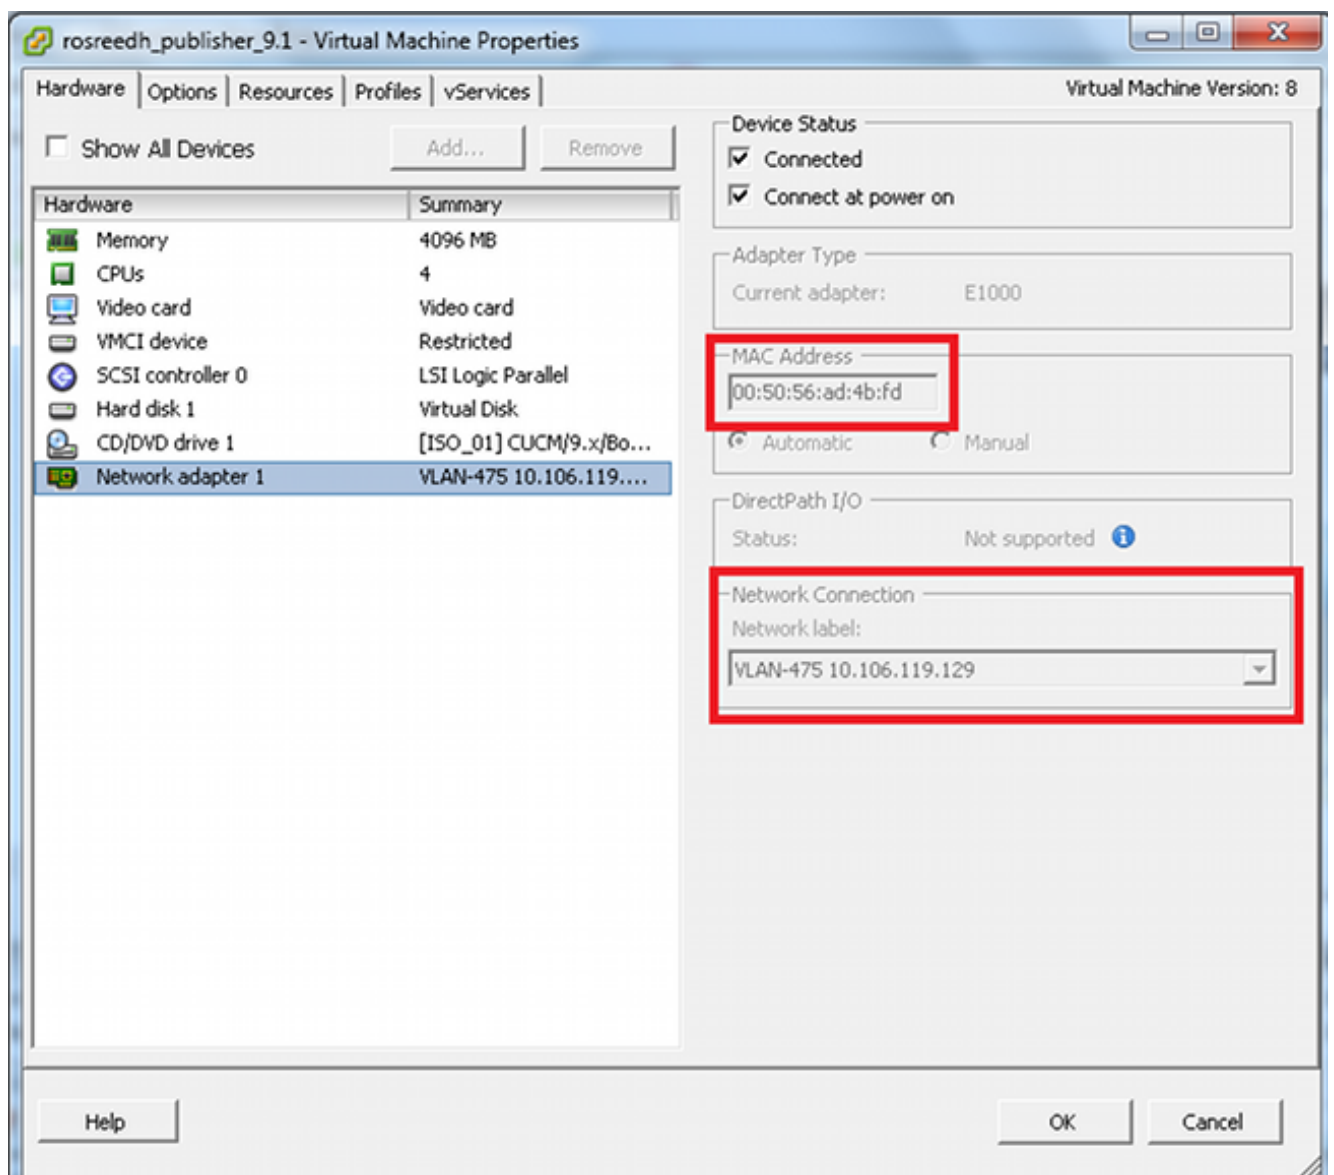 rosreedh_publisher_9.1 - Virtual Machine Properties
Hardware Options Resources Profiles vServices Virtual Machine Version: 8
Show All Devices Add... Remove
Hardware Summary
Memory 4096 MB
CPUs 4
Video card Video card
VMCI device Restricted
SCSI controller 0 LSI Logic Parallel
Hard disk 1 Virtual Disk
CD/DVD drive 1 [ISO_01] CUCM/9.x/Bo...
Network adapter 1 VLAN-475 10.106.119....
Device Status
Connected
Connect at power on
Adapter Type
Current adapter: E1000
MAC Address
00:50:56:ad:4b:fd
Automatic Manual
DirectPath I/O
Status: Not supported
Network Connection
Network label:
VLAN-475 10.106.119.129
Help OK Cancel